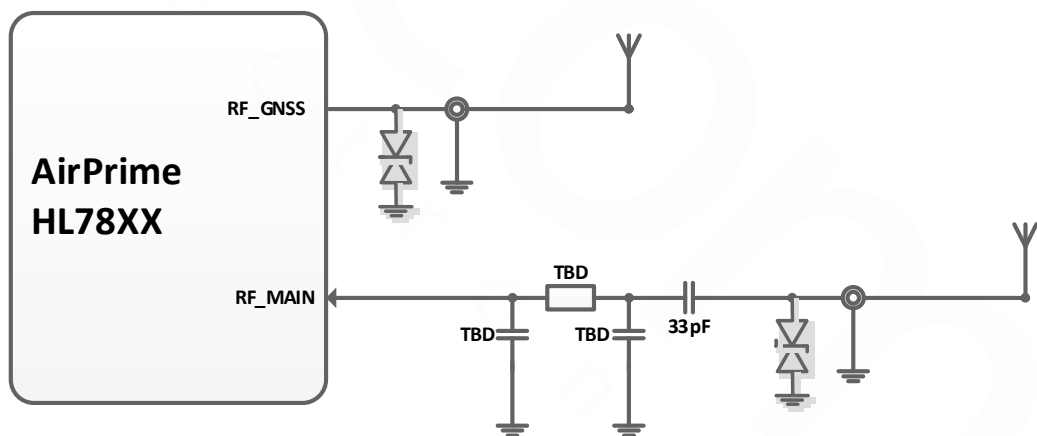 RF_GNSS
AirPrime
HL78XX
RF_MAIN
TBD
TBD
TBD
33pF